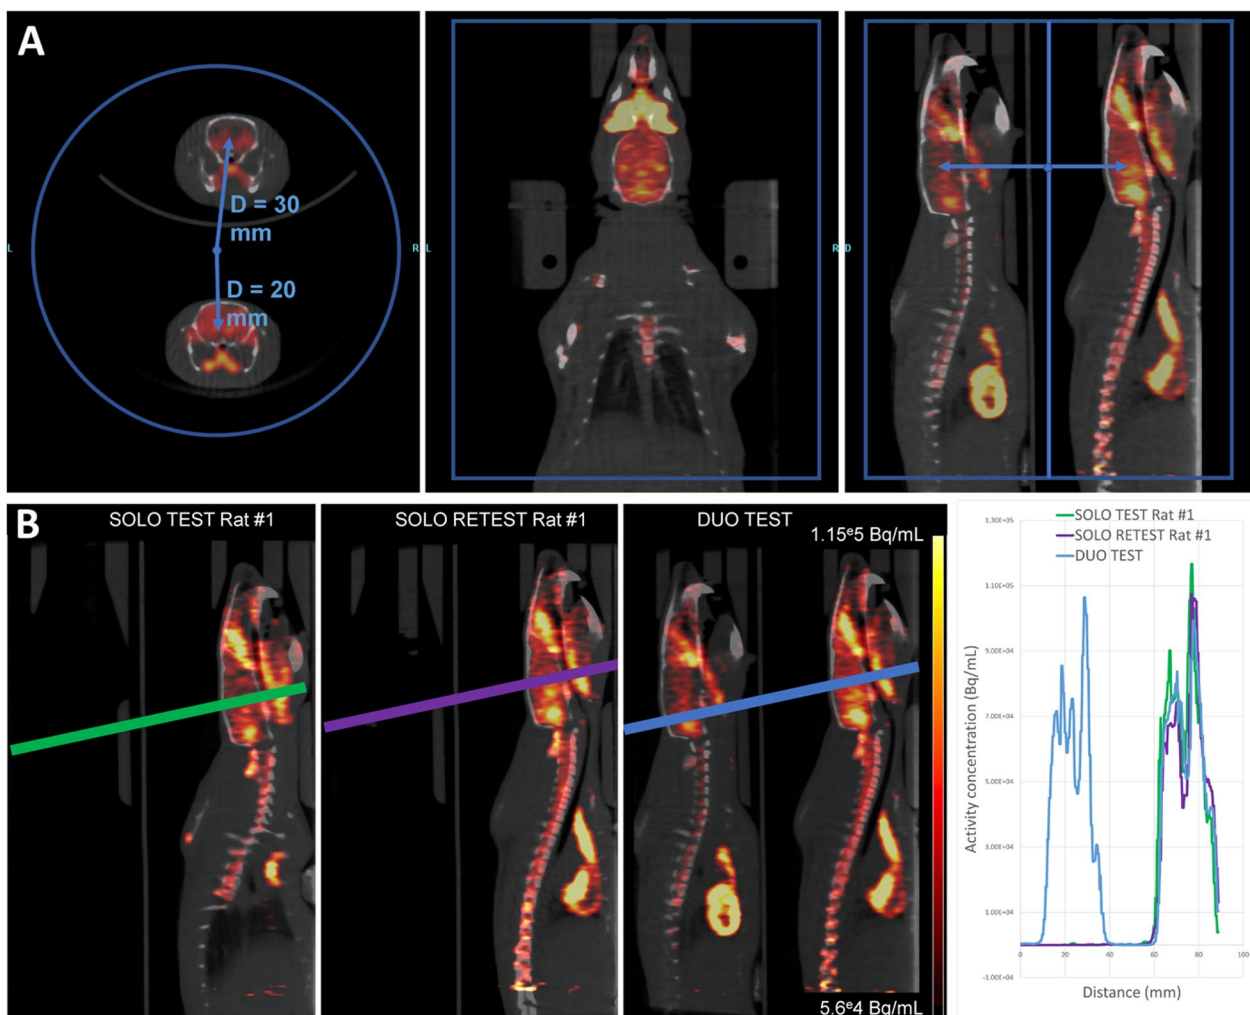 A
D = 30
mm
D = 20
mm
L
R
L
R
D
B
SOLO TEST Rat #1
SOLO RETEST Rat #1
DUO TEST
1.15e5 Bq/mL
5.6e4 Bq/mL
SOLO TEST Rat #1
SOLO RETEST Rat #1
DUO TEST
1.30E+05
1.10E+05
9.00E+04
7.00E+04
5.00E+04
3.00E+04
1.00E+04
-1.00E+04
Activity concentration (Bq/mL)
0
20
40
60
80
100
Distance (mm)